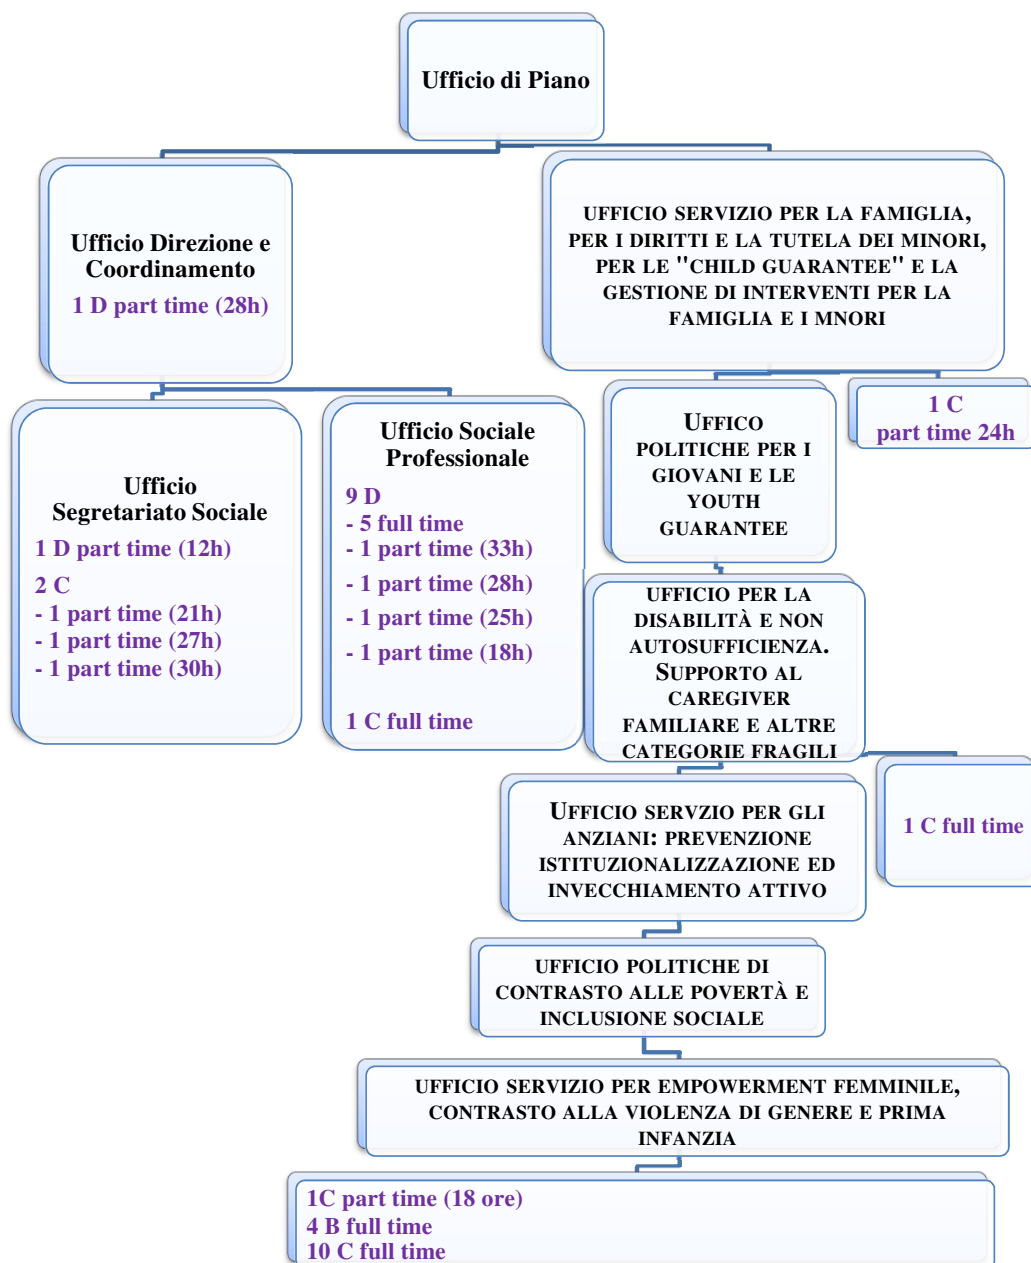 Ufficio di Piano
Ufficio Direzione e
Coordinamento
1 D part time (28h)
UFFICIO SERVIZIO PER LA FAMIGLIA,
PER I DIRITTI E LA TUTELA DEI MINORI,
PER LE "CHILD GUARANTEE" E LA
GESTIONE DI INTERVENTI PER LA
FAMIGLIA E I MNORI
Ufficio
Segretariato Sociale
1 D part time (12h)
2 C
- 1 part time (21h)
- 1 part time (27h)
- 1 part time (30h)
Ufficio Sociale
Professionale
9 D
- 5 full time
- 1 part time (33h)
- 1 part time (28h)
- 1 part time (25h)
- 1 part time (18h)
1 C full time
UFFICO
POLITICHE PER I
GIOVANI E LE
YOUTH
GUARANTEE
1 C
part time 24h
UFFICIO PER LA
DISABILITÀ E NON
AUTOSUFFICIENZA.
SUPPORTO AL
CAREGIVER
FAMILIARE E ALTRE
CATEGORIE FRAGILI
1 C full time
UFFICIO SERVZIO PER GLI
ANZIANI: PREVENZIONE
ISTITUZIONALIZZAZIONE ED
INVECCHIAMENTO ATTIVO
UFFICIO POLITICHE DI
CONTRASTO ALLE POVERTÀ E
INCLUSIONE SOCIALE
UFFICIO SERVIZIO PER EMPOWERMENT FEMMINILE,
CONTRASTO ALLA VIOLENZA DI GENERE E PRIMA
INFANZIA
1C part time (18 ore)
4 B full time
10 C full time